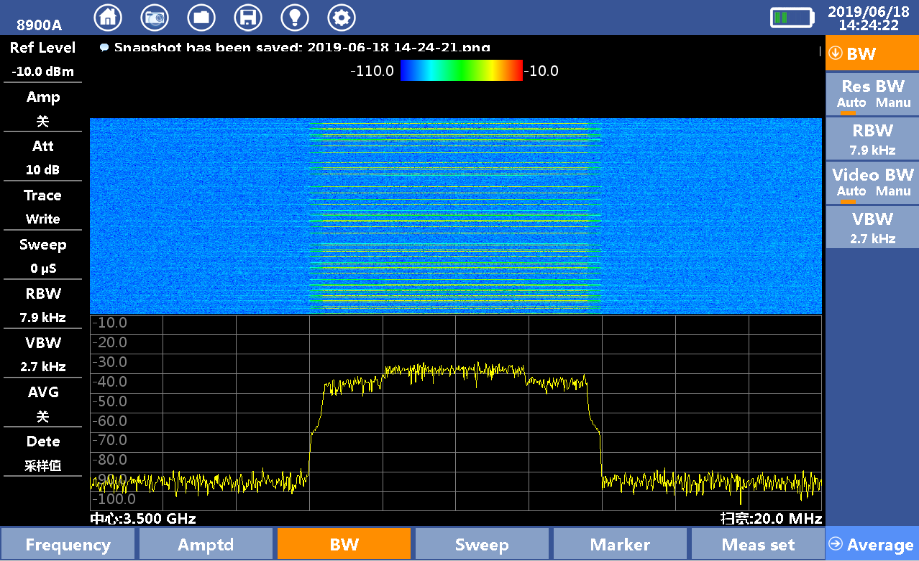 8900A
2019/06/18
14:24:22
Ref Level
-10.0 dBm
Amp
关
Att
10 dB
Trace
Write
Sweep
0 μS
RBW
7.9 kHz
VBW
2.7 kHz
AVG
关
Dete
采样值
Snapshot has been saved: 2019-06-18 14-24-21.png
-110.0
-10.0
-10.0
-20.0
-30.0
-40.0
-50.0
-60.0
-70.0
-80.0
-90.0
-100.0
中心:3.500 GHz
扫宽:20.0 MHz
BW
Res BW
Auto Manu
RBW
7.9 kHz
Video BW
Auto Manu
VBW
2.7 kHz
Frequency
Amptd
BW
Sweep
Marker
Meas set
Average